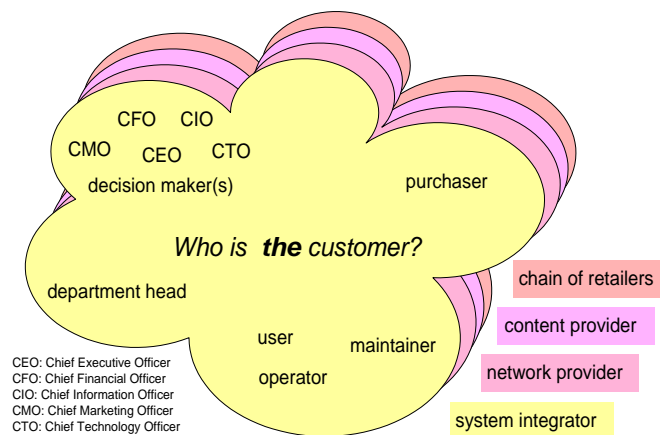 CFO CIO
CMO CEO CTO
decision maker(s)
purchaser
Who is the customer?
department head
user
maintainer
operator
chain of retailers
content provider
network provider
system integrator
CEO: Chief Executive Officer
CFO: Chief Financial Officer
CIO: Chief Information Officer
CMO: Chief Marketing Officer
CTO: Chief Technology Officer